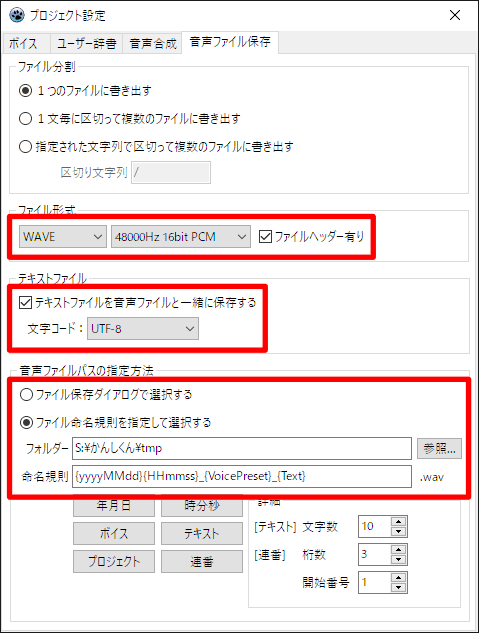 プロジェクト設定
ボイス ユーザー辞書 音声合成 音声ファイル保存
ファイル分割
1つのファイルに書き出す
1文毎に区切って複数のファイルに書き出す
指定された文字列で区切って複数のファイルに書き出す
区切り文字列 /
ファイル形式
WAVE 48000Hz 16bit PCM ファイルヘッダー有り
テキストファイル
テキストファイルを音声ファイルと一緒に保存する
文字コード： UTF-8
音声ファイルパスの指定方法
ファイル保存ダイアログで選択する
ファイル命名規則を指定して選択する
フォルダー S:¥かんしくん¥tmp 参照...
命名規則 {yyyyMMdd}{HHmmss}_{VoicePreset}_{Text} .wav
年月日 時分秒 詳細
ボイス テキスト [テキスト] 文字数 10
プロジェクト 連番 [連番] 桁数 3
開始番号 1